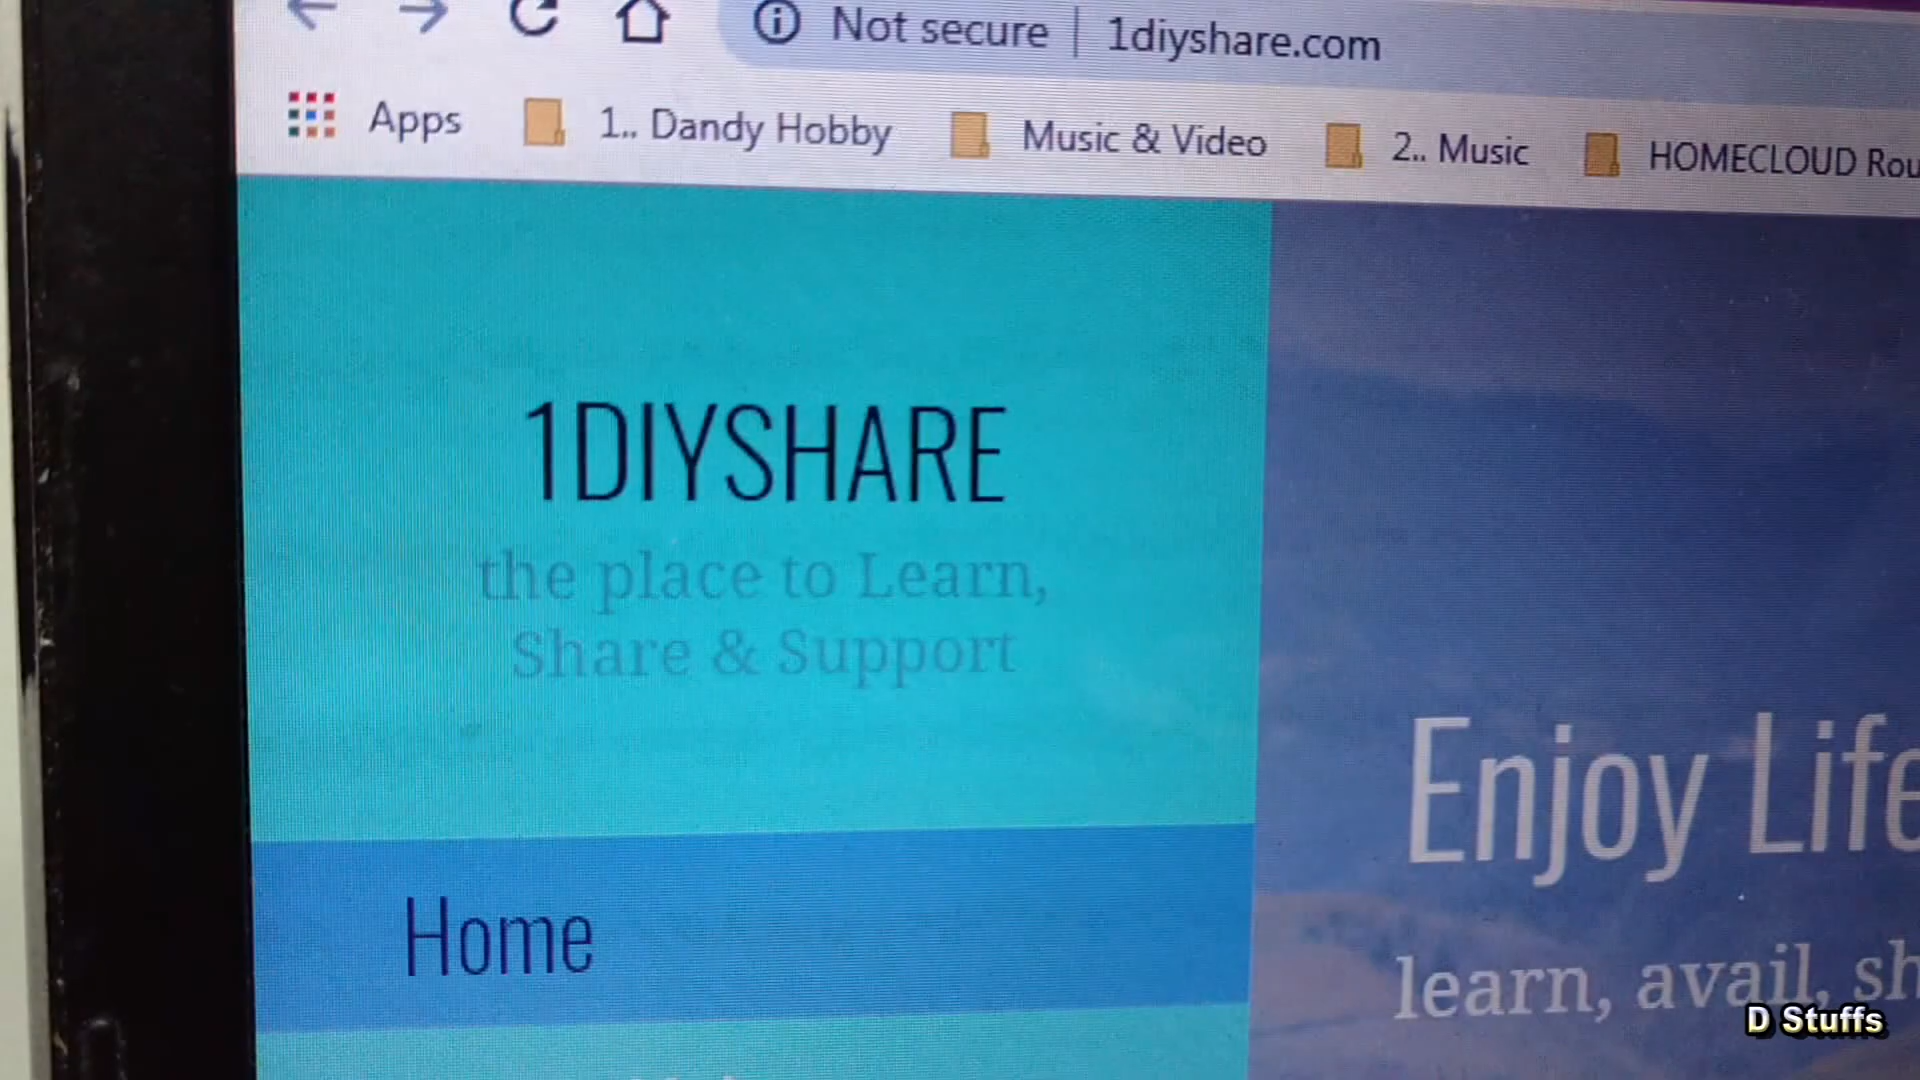 Not secure | 1diyshare.com
Apps 1.. Dandy Hobby Music & Video 2.. Music HOMECLOUD
1DIYSHARE
the place to Learn,
Share & Support
Enjoy Life
Home
learn, avail,
D Stuffs